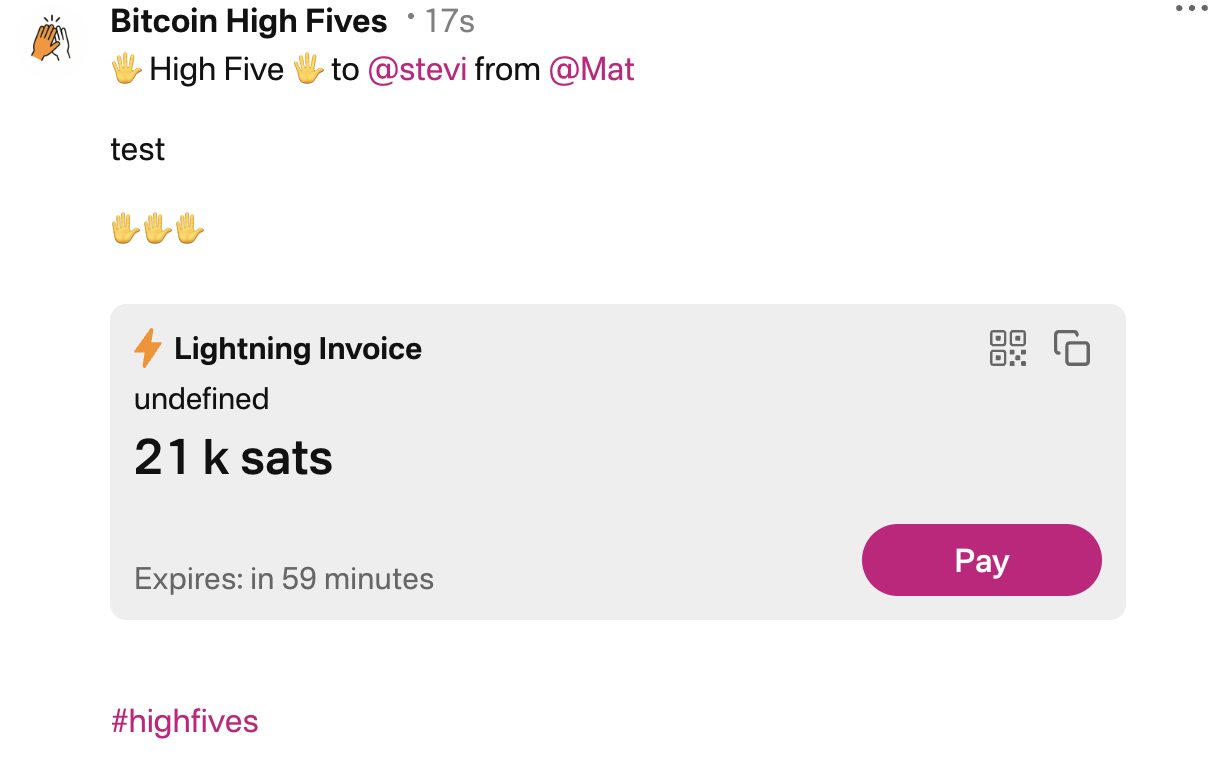 Bitcoin High Fives · 17s
🖐️ High Five 🖐️ to @stevi from @Mat
test
✋✋✋
Lightning Invoice
undefined
21 k sats
Expires: in 59 minutes
Pay
#highfives